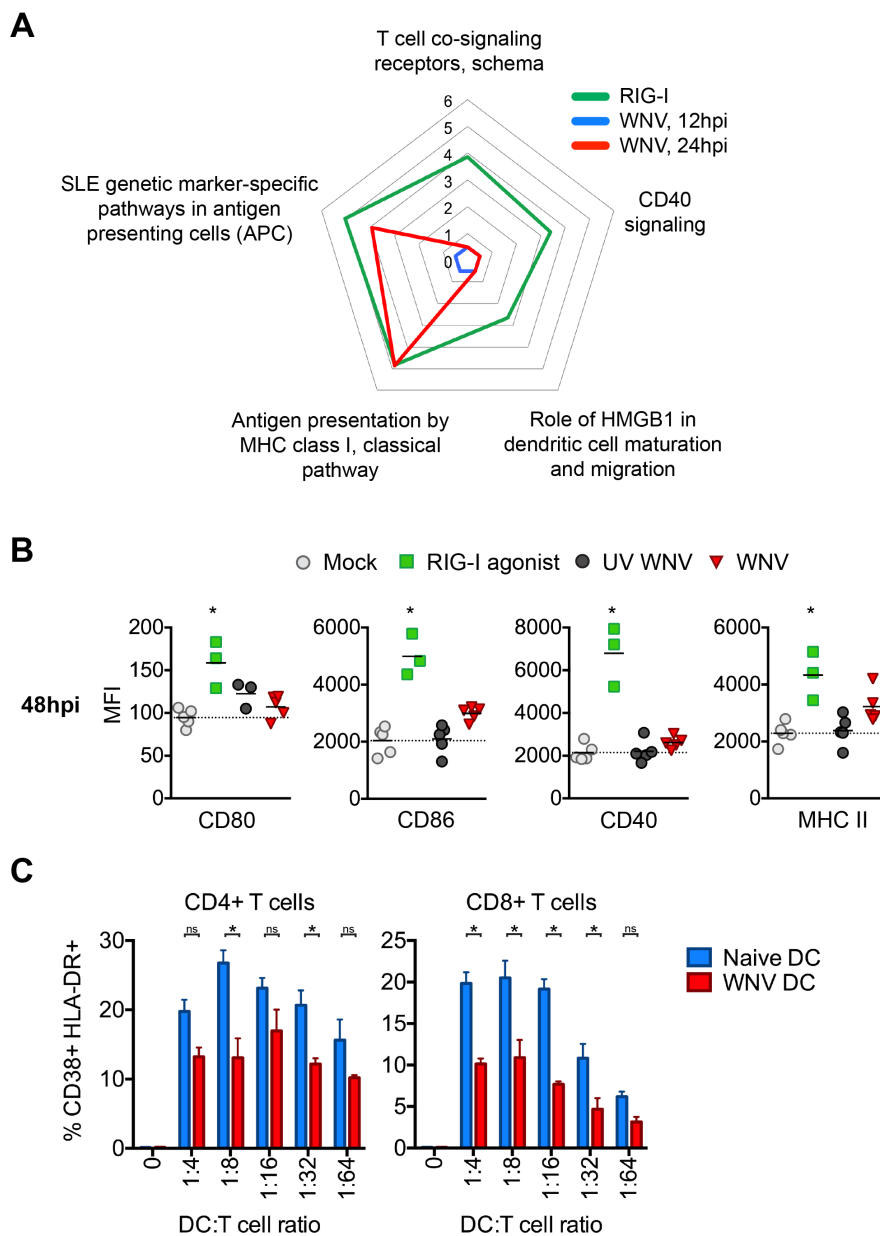 A
T cell co-signaling
receptors, schema
6
5
4
3
2
1
0
RIG-I
WNV, 12hpi
WNV, 24hpi
SLE genetic marker-specific
pathways in antigen
presenting cells (APC)
CD40
signaling
Antigen presentation by
MHC class I, classical
pathway
Role of HMGB1 in
dendritic cell maturation
and migration
B
Mock RIG-I agonist UV WNV WNV
48hpi
MFI
200
150
100
50
0
*
CD80
6000
4000
2000
0
*
CD86
8000
6000
4000
2000
0
*
CD40
6000
4000
2000
0
*
MHC II
C
CD4+ T cells
% CD38+ HLA-DR+
30
20
10
0
ns * ns * ns
0 1:4 1:8 1:16 1:32 1:64
DC:T cell ratio
CD8+ T cells
25
20
15
10
5
0
* * * * ns
0 1:4 1:8 1:16 1:32 1:64
DC:T cell ratio
Naive DC
WNV DC